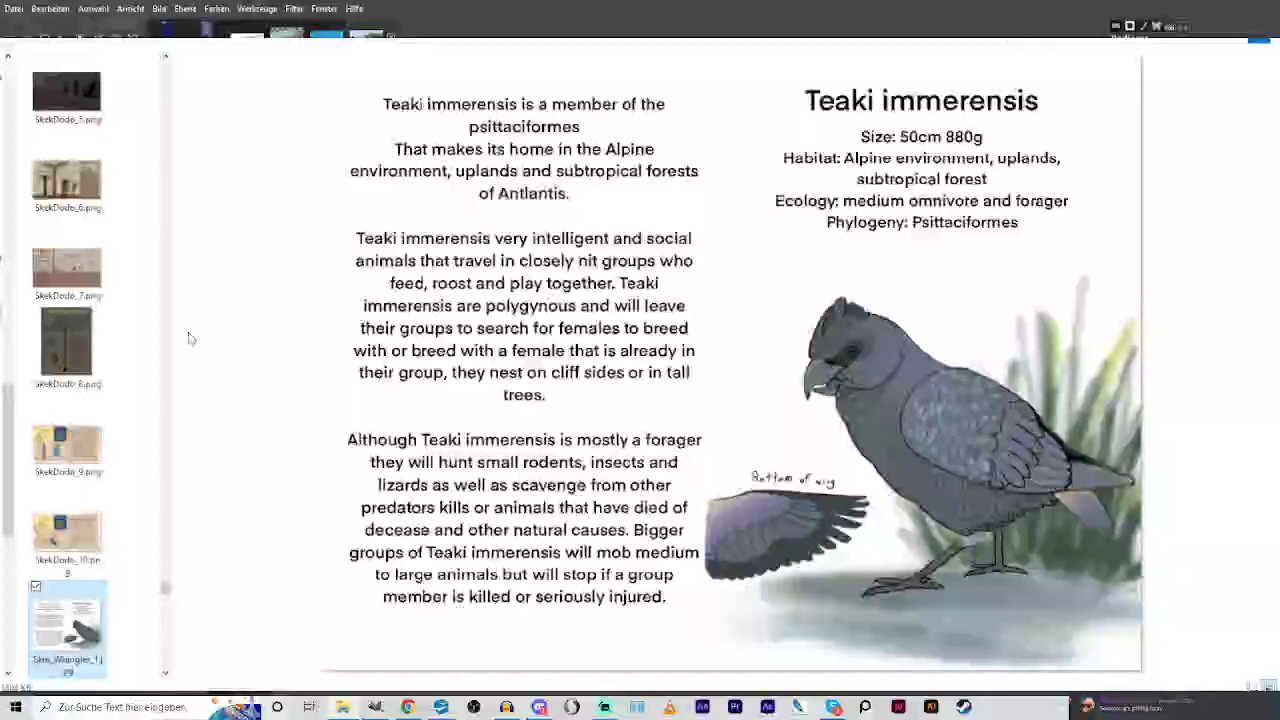 Datei Bearbeiten Auswahl Ansicht Bild Ebene Farben Werkzeuge Filter Fenster Hilfe
SkekDodo_5.png
SkekDodo_6.png
SkekDodo_7.png
SkekDodo_8.png
SkekDodo_9.png
SkekDodo_10.pn
g
Teaki immerensis is a member of the
psittaciformes
That makes its home in the Alpine
environment, uplands and subtropical forests
of Antlantis.
Teaki immerensis very intelligent and social
animals that travel in closely nit groups who
feed, roost and play together. Teaki
immerensis are polygynous and will leave
their groups to search for females to breed
with or breed with a female that is already in
their group, they nest on cliff sides or in tall
trees.
Although Teaki immerensis is mostly a forager
they will hunt small rodents, insects and
lizards as well as scavenge from other
predators kills or animals that have died of
decease and other natural causes. Bigger
groups of Teaki immerensis will mob medium
to large animals but will stop if a group
member is killed or seriously injured.
Teaki immerensis
Size: 50cm 880g
Habitat: Alpine environment, uplands,
subtropical forest
Ecology: medium omnivore and forager
Phylogeny: Psittaciformes
Bottom of wing
Zur Suche Text hier eingeben